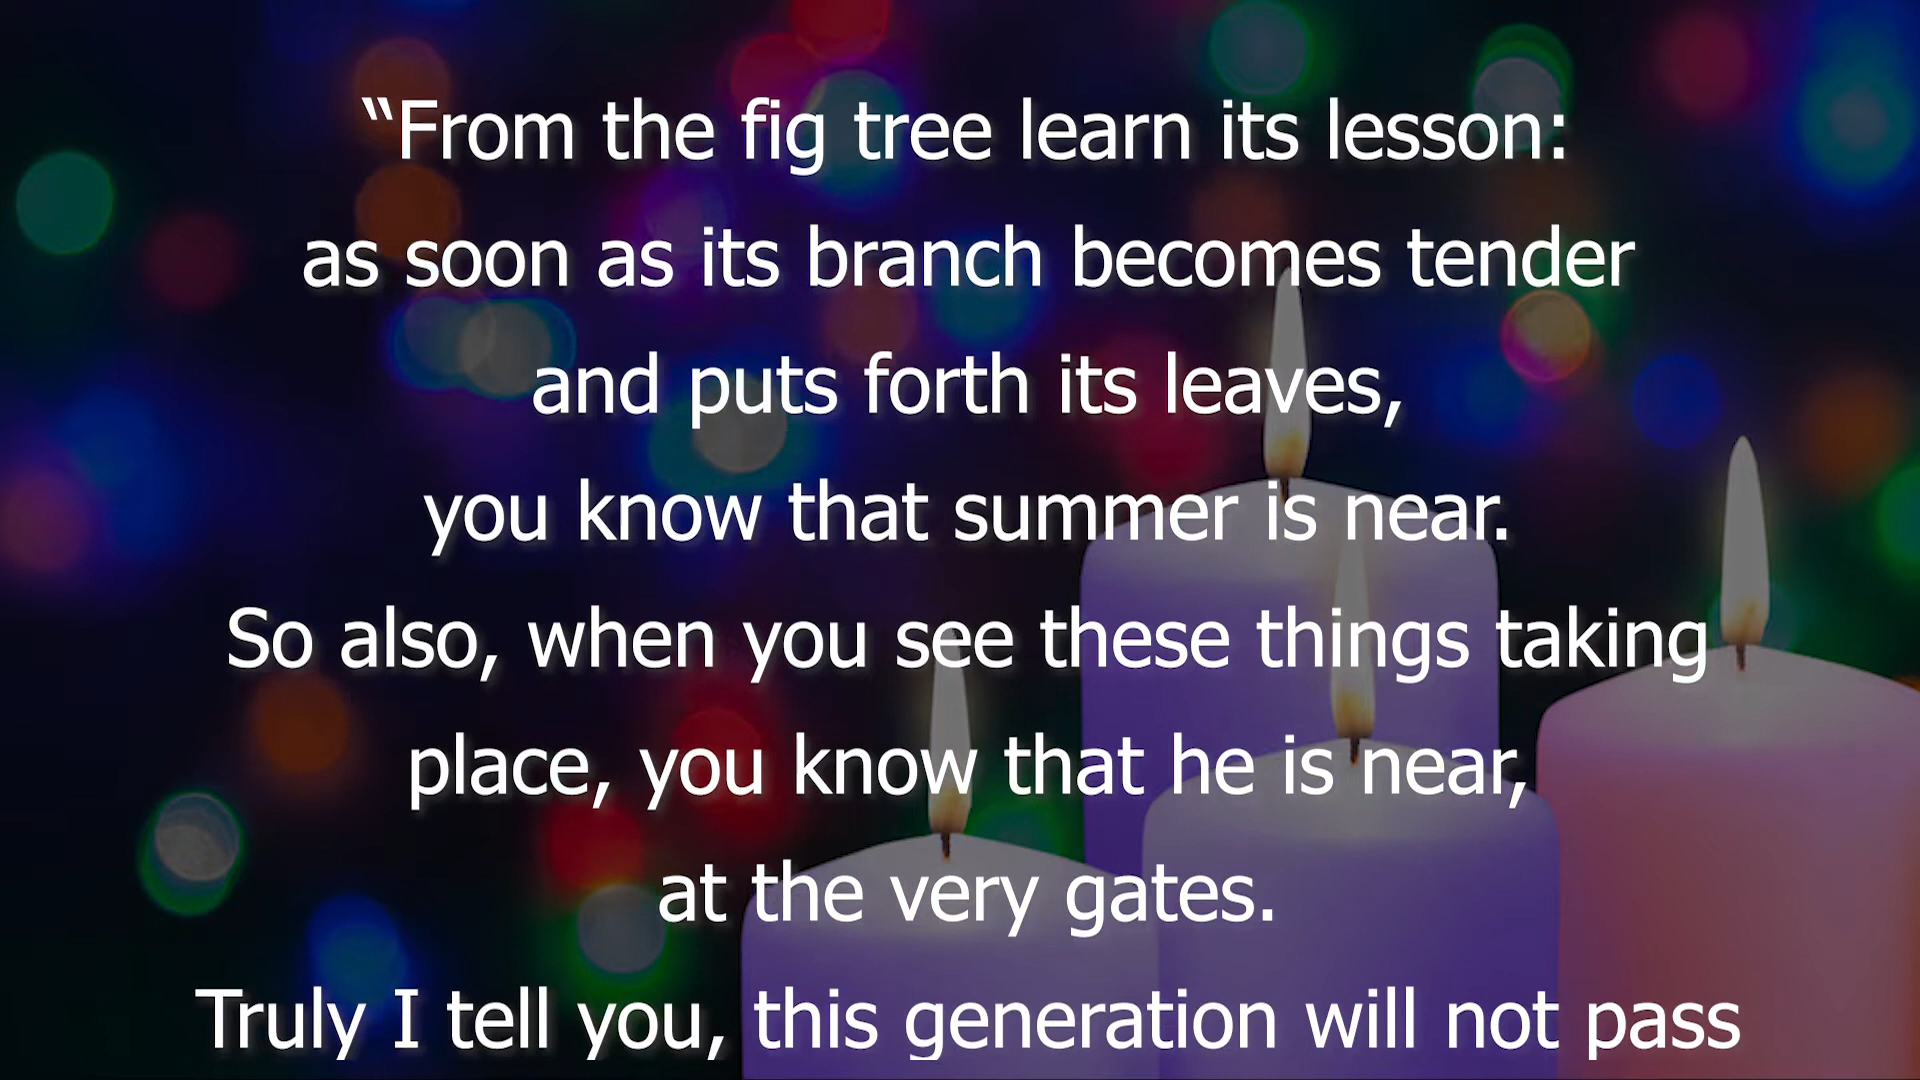 “From the fig tree learn its lesson:
as soon as its branch becomes tender
and puts forth its leaves,
you know that summer is near.
So also, when you see these things taking
place, you know that he is near,
at the very gates.
Truly I tell you, this generation will not pass